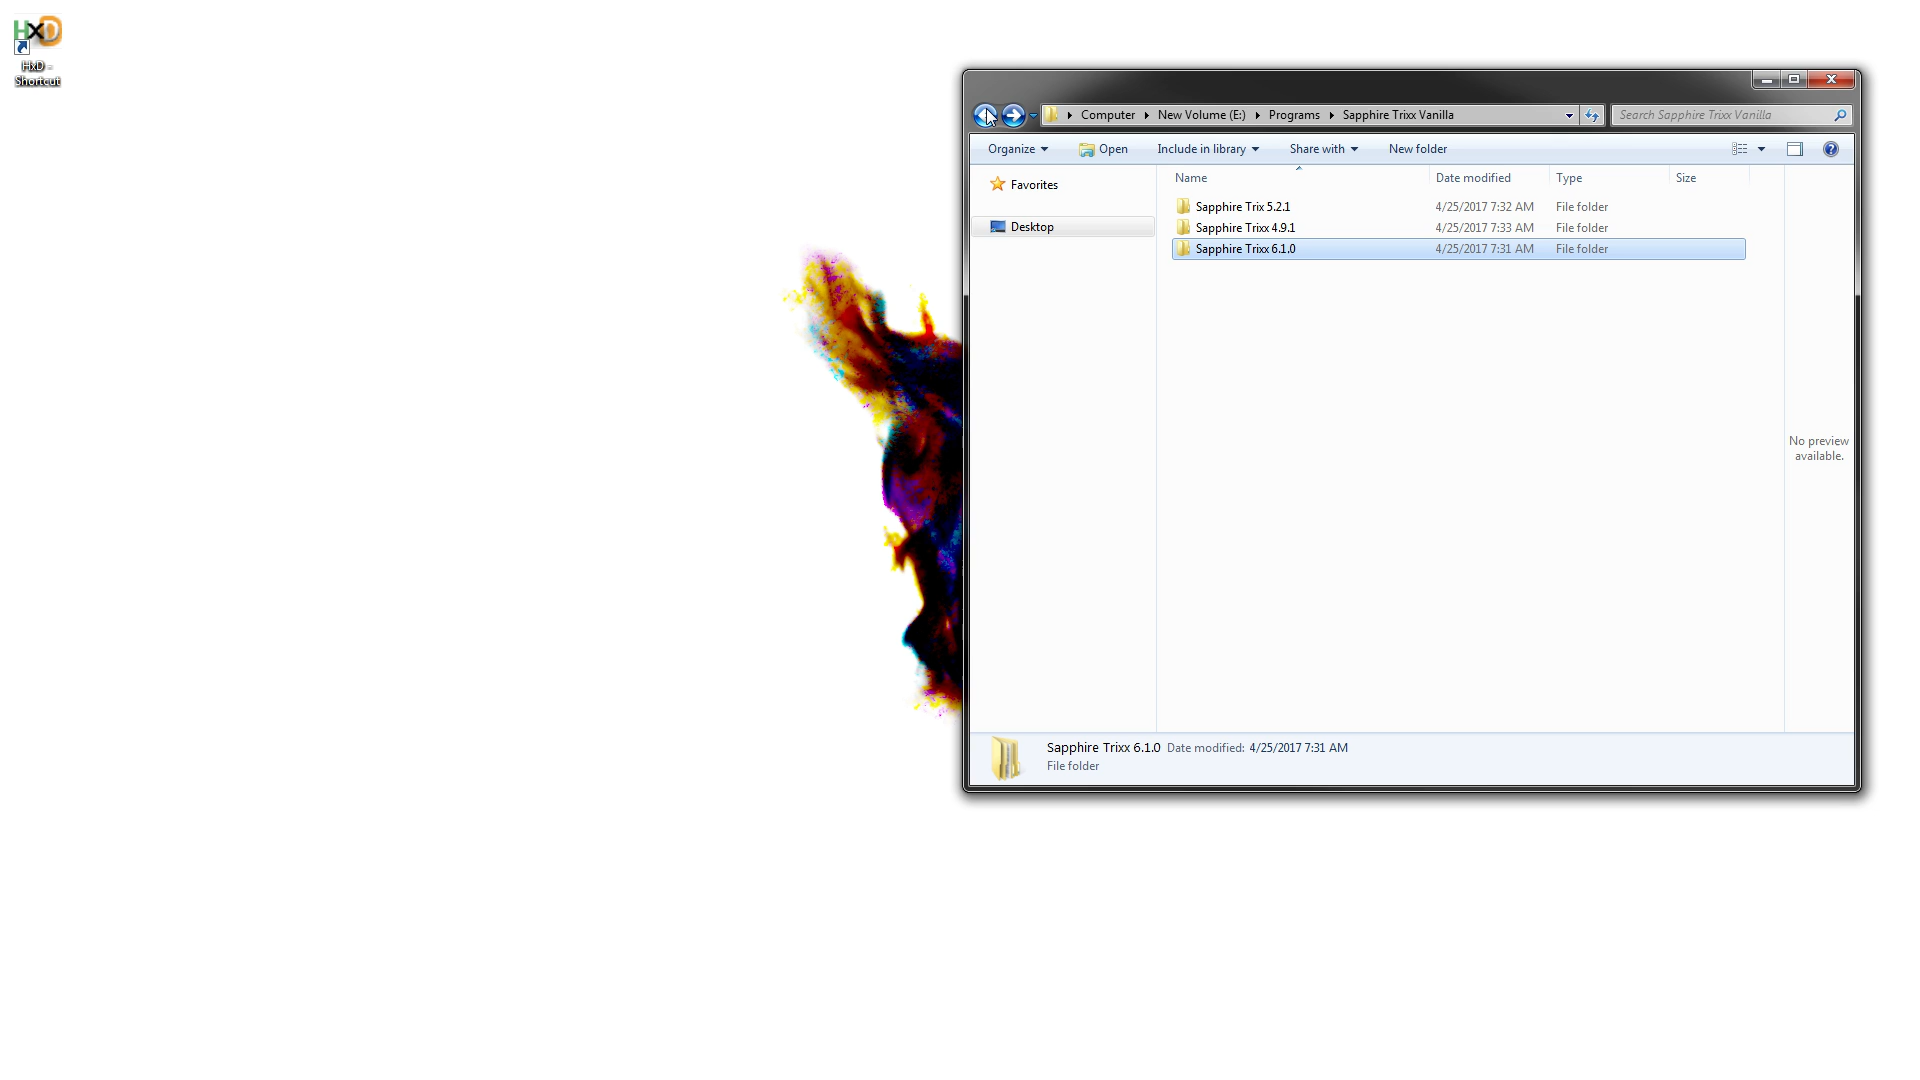 HxD
HxD -
Shortcut
Computer New Volume (E:) Programs Sapphire Trixx Vanilla
Search Sapphire Trixx Vanilla
Organize Open Include in library Share with New folder
Favorites
Desktop
Name Date modified Type Size
Sapphire Trix 5.2.1 4/25/2017 7:32 AM File folder
Sapphire Trixx 4.9.1 4/25/2017 7:33 AM File folder
Sapphire Trixx 6.1.0 4/25/2017 7:31 AM File folder
No preview
available.
Sapphire Trixx 6.1.0 Date modified: 4/25/2017 7:31 AM
File folder